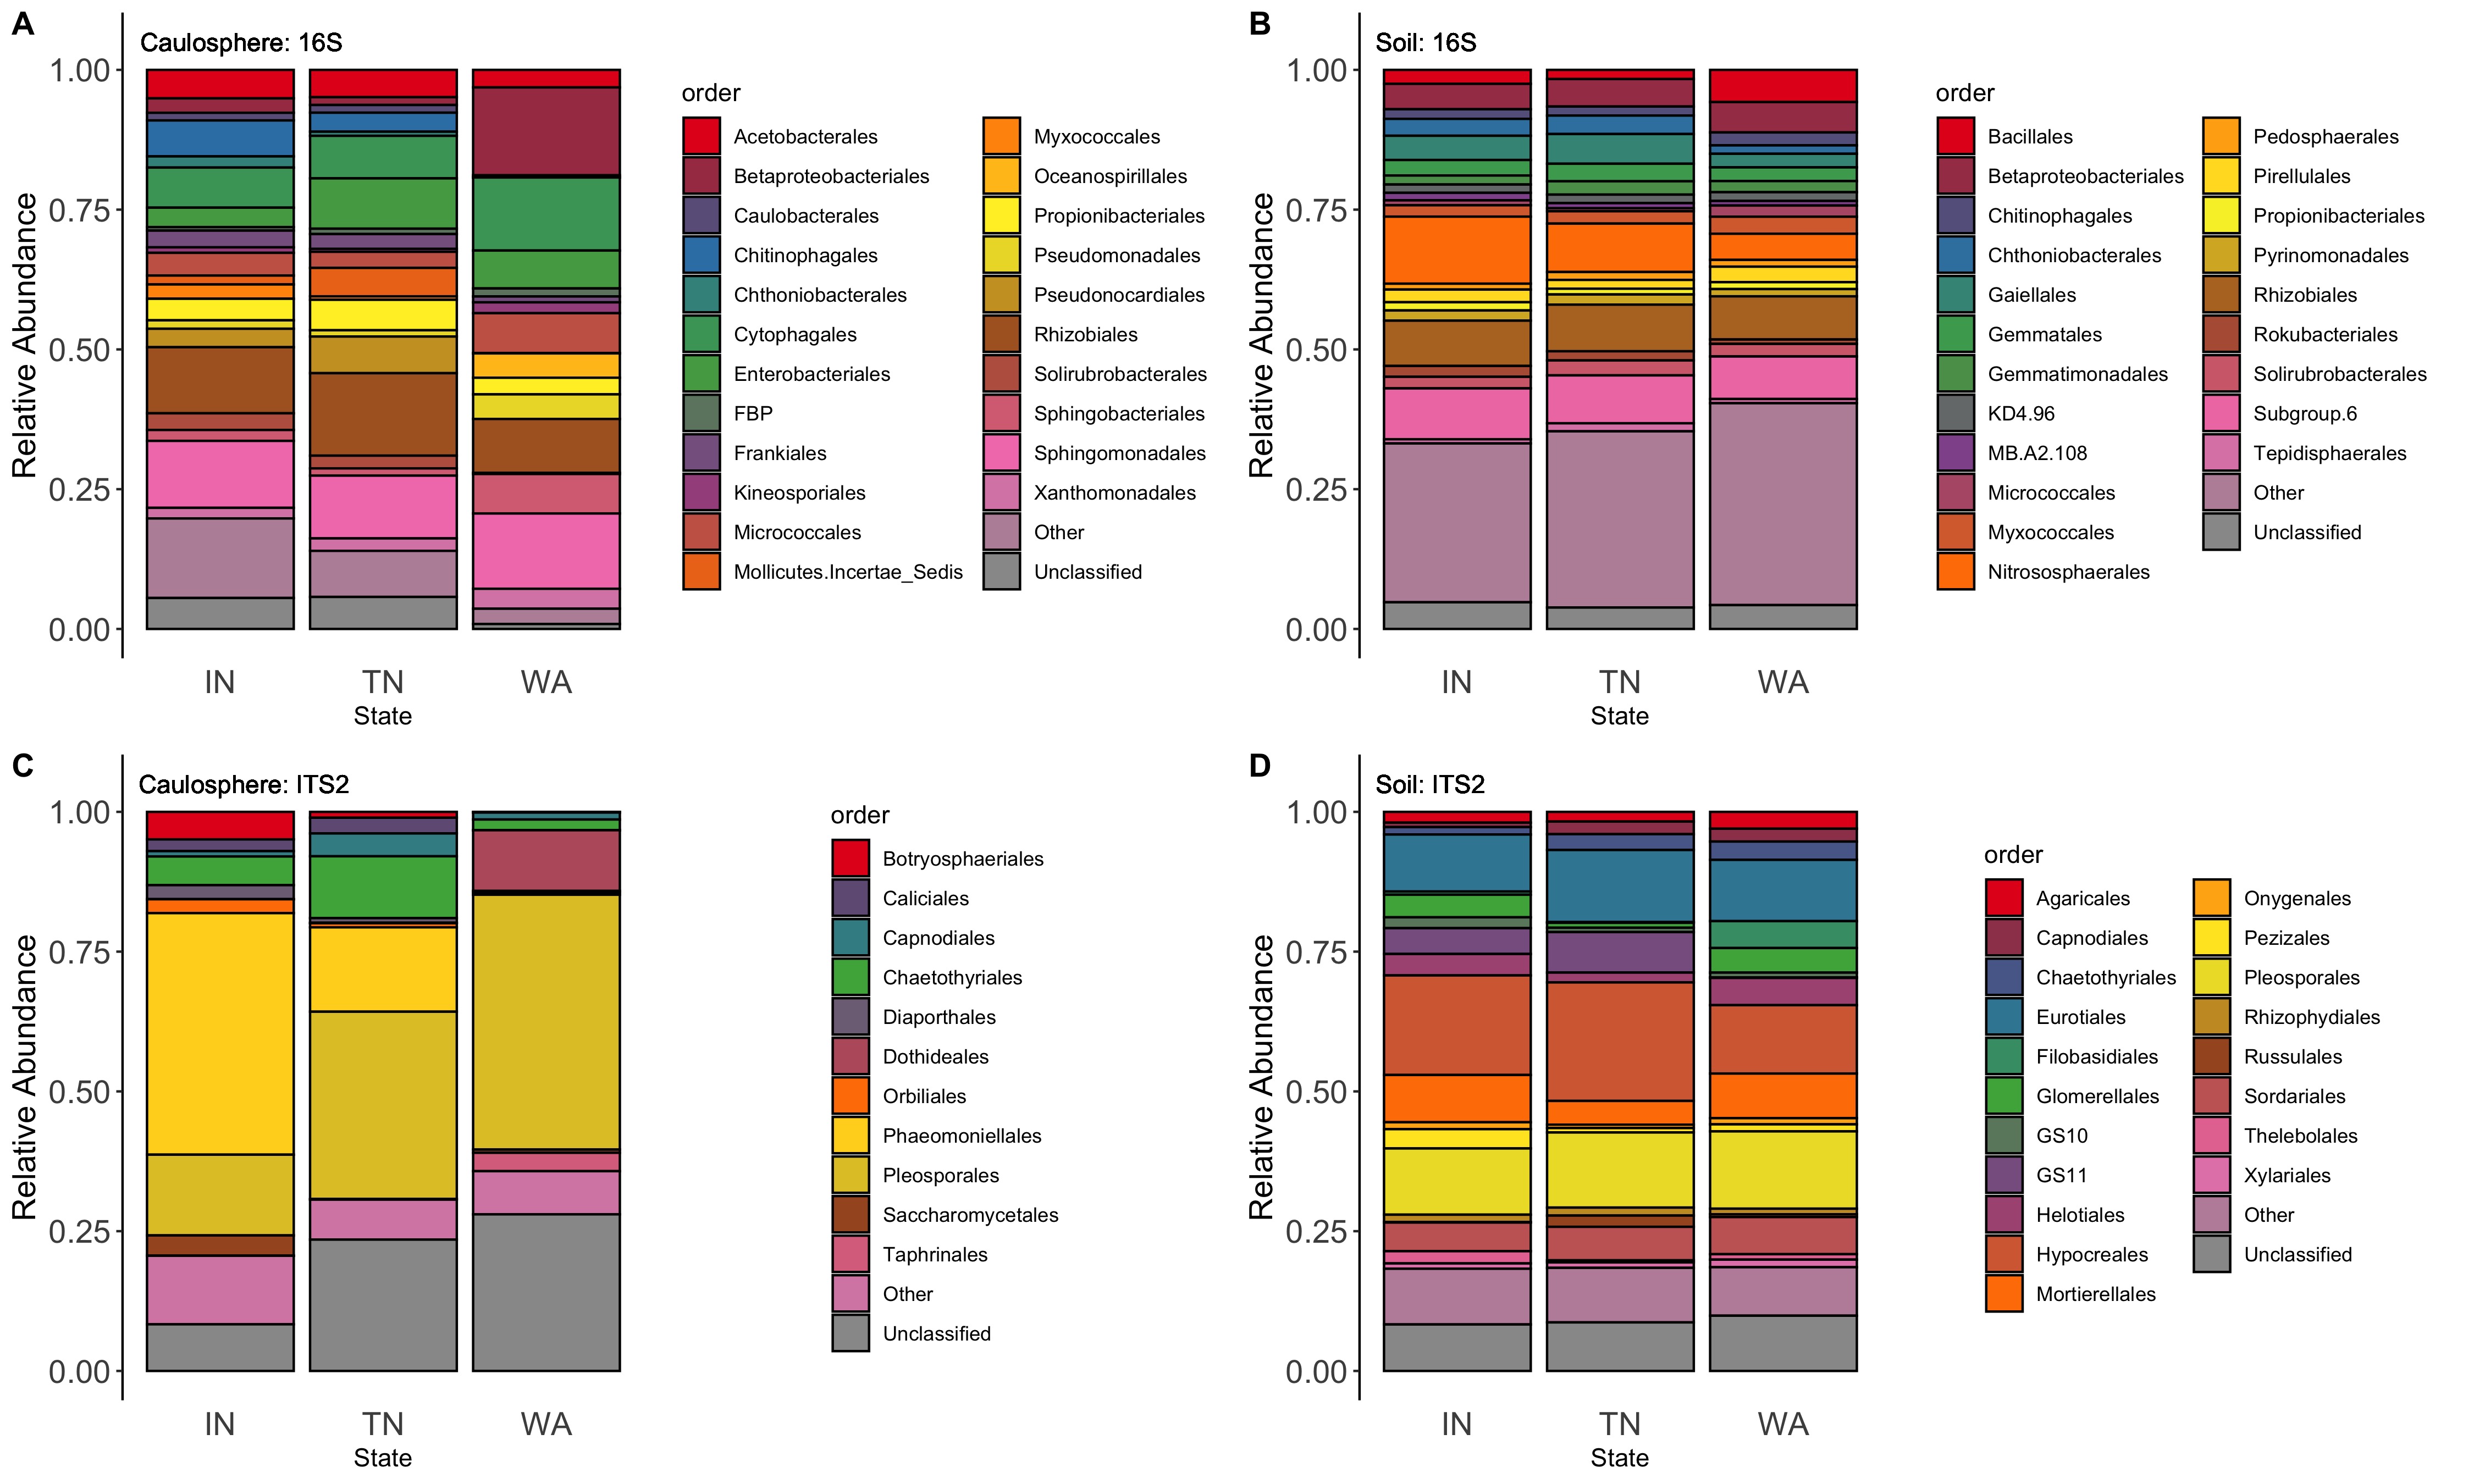 A
Caulosphere: 16S
Relative Abundance
1.00
0.75
0.50
0.25
0.00
IN TN WA
State
order
Acetobacterales
Betaproteobacteriales
Caulobacterales
Chitinophagales
Chthoniobacterales
Cytophagales
Enterobacteriales
FBP
Frankiales
Kineosporiales
Micrococcales
Mollicutes.Incertae_Sedis
Myxococcales
Oceanospirillales
Propionibacteriales
Pseudomonadales
Pseudonocardiales
Rhizobiales
Solirubrobacterales
Sphingobacteriales
Sphingomonadales
Xanthomonadales
Other
Unclassified
B
Soil: 16S
Relative Abundance
1.00
0.75
0.50
0.25
0.00
IN TN WA
State
order
Bacillales
Betaproteobacteriales
Chitinophagales
Chthoniobacterales
Gaiellales
Gemmatales
Gemmatimonadales
KD4.96
MB.A2.108
Micrococcales
Myxococcales
Nitrososphaerales
Pedosphaerales
Pirellulales
Propionibacteriales
Pyrinomonadales
Rhizobiales
Rokubacteriales
Solirubrobacterales
Subgroup.6
Tepidisphaerales
Other
Unclassified
C
Caulosphere: ITS2
Relative Abundance
1.00
0.75
0.50
0.25
0.00
IN TN WA
State
order
Botryosphaeriales
Caliciales
Capnodiales
Chaetothyriales
Diaporthales
Dothideales
Orbiliales
Phaeomoniellales
Pleosporales
Saccharomycetales
Taphrinales
Other
Unclassified
D
Soil: ITS2
Relative Abundance
1.00
0.75
0.50
0.25
0.00
IN TN WA
State
order
Agaricales
Capnodiales
Chaetothyriales
Eurotiales
Filobasidiales
Glomerellales
GS10
GS11
Helotiales
Hypocreales
Mortierellales
Onygenales
Pezizales
Pleosporales
Rhizophydiales
Russulales
Sordariales
Thelebolales
Xylariales
Other
Unclassified